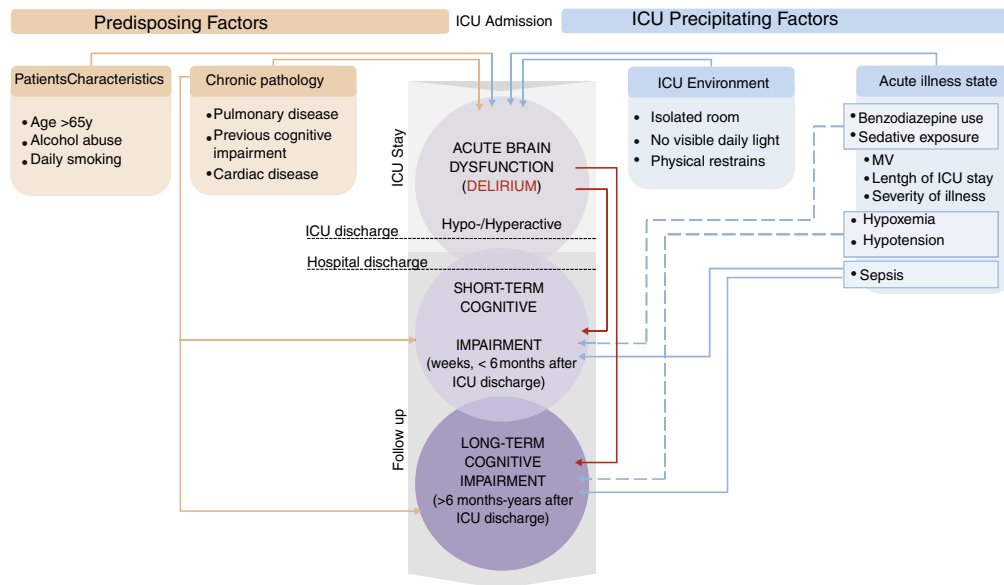 Predisposing Factors
ICU Admission
ICU Precipitating Factors
PatientsCharacteristics
• Age >65y
• Alcohol abuse
• Daily smoking
Chronic pathology
• Pulmonary disease
• Previous cognitive
impairment
• Cardiac disease
ICU Environment
• Isolated room
• No visible daily light
• Physical restrains
Acute illness state
• Benzodiazepine use
• Sedative exposure
• MV
• Lentgh of ICU stay
• Severity of illness
• Hypoxemia
• Hypotension
• Sepsis
ICU Stay
ACUTE BRAIN
DYSFUNCTION
(DELIRIUM)
Hypo-/Hyperactive
ICU discharge
Hospital discharge
Follow up
SHORT-TERM
COGNITIVE
IMPAIRMENT
(weeks, < 6 months after
ICU discharge)
LONG-TERM
COGNITIVE
IMPAIRMENT
(>6 months-years after
ICU discharge)